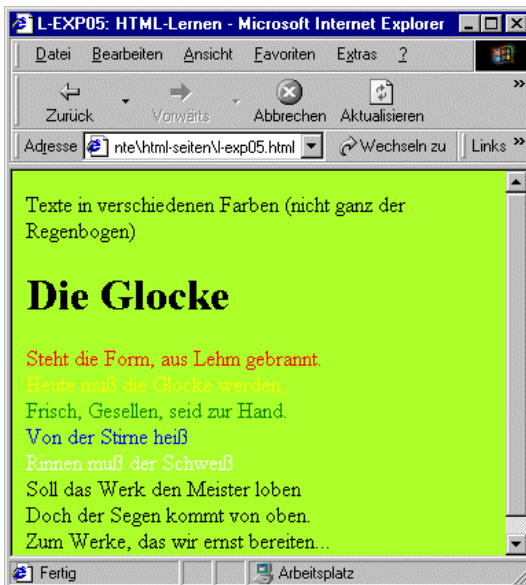 L-EXP05: HTML-Lernen - Microsoft Internet Explorer
Datei Bearbeiten Ansicht Favoriten Extras ?
Zurück Vorwärts Abbrechen Aktualisieren »
Adresse nte\html-seiten\l-exp05.html Wechseln zu Links »
Texte in verschiedenen Farben (nicht ganz der
Regenbogen)
Die Glocke
Steht die Form, aus Lehm gebrannt.
Heute muß die Glocke werden,
Frisch, Gesellen, seid zur Hand.
Von der Stirne heiß
Rinnen muß der Schweiß
Soll das Werk den Meister loben
Doch der Segen kommt von oben.
Zum Werke, das wir ernst bereiten...
Fertig Arbeitsplatz